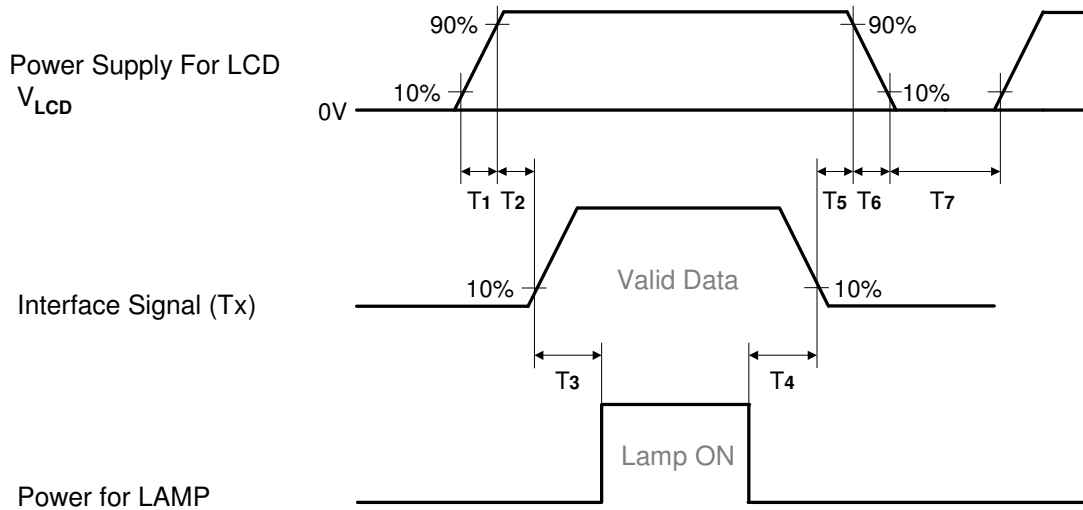 90%
90%
Power Supply For LCD
VLCD
10%
10%
0V
T1 T2
T5 T6 T7
Valid Data
10%
10%
Interface Signal (Tx)
T3
T4
Lamp ON
Power for LAMP